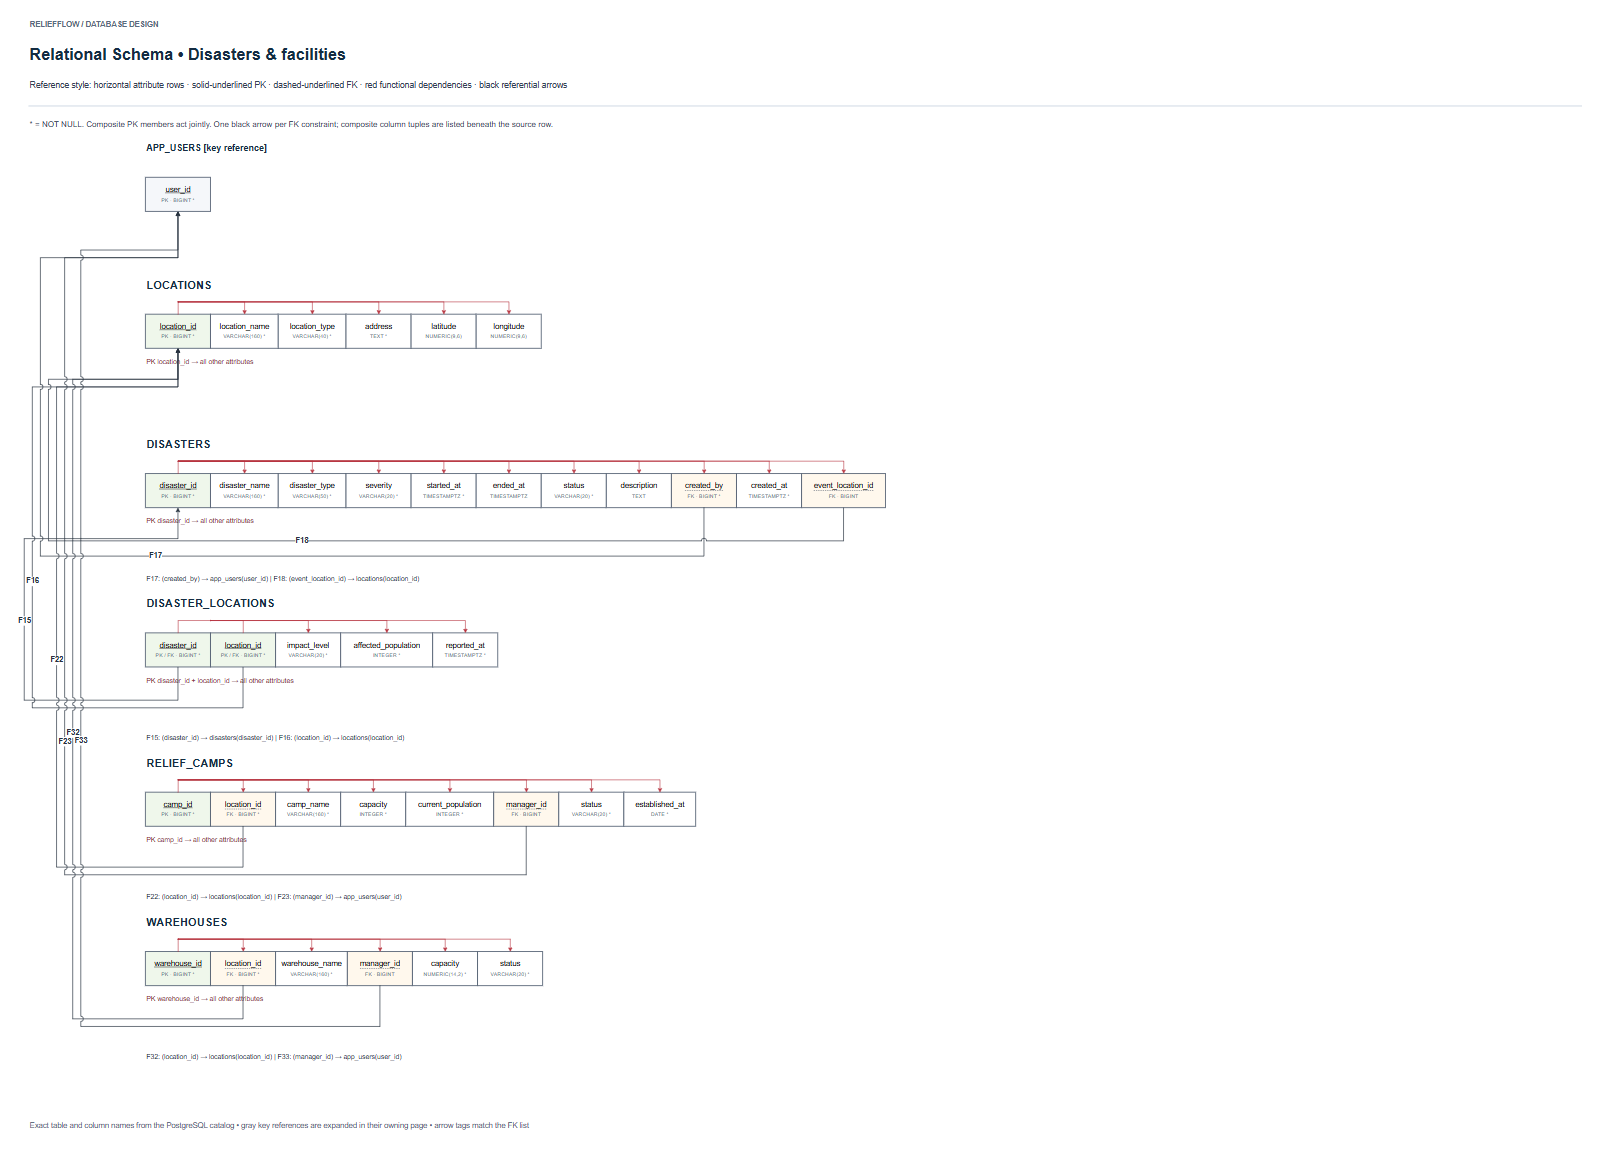 RELIEFFLOW / DATABASE DESIGN
Relational Schema • Disasters & facilities
Reference style: horizontal attribute rows · solid-underlined PK · dashed-underlined FK · red functional dependencies · black referential arrows
* = NOT NULL. Composite PK members act jointly. One black arrow per FK constraint; composite column tuples are listed beneath the source row.
APP_USERS [key reference]
user_id
PK · BIGINT *
LOCATIONS
location_id location_name location_type address latitude longitude
PK · BIGINT * VARCHAR(160) * VARCHAR(40) * TEXT * NUMERIC(9,6) NUMERIC(9,6)
PK location_id → all other attributes
DISASTERS
disaster_id disaster_name disaster_type severity started_at ended_at status description created_by created_at event_location_id
PK · BIGINT * VARCHAR(160) * VARCHAR(50) * VARCHAR(20) * TIMESTAMPTZ * TIMESTAMPTZ VARCHAR(20) * TEXT FK · BIGINT * TIMESTAMPTZ * FK · BIGINT
PK disaster_id → all other attributes
F18
F17
F17: (created_by) → app_users(user_id) | F18: (event_location_id) → locations(location_id)
F16
DISASTER_LOCATIONS
F15
disaster_id location_id impact_level affected_population reported_at
PK / FK · BIGINT * PK / FK · BIGINT * VARCHAR(20) * INTEGER * TIMESTAMPTZ *
F22
PK disaster_id + location_id → all other attributes
F32
F23 F33
F15: (disaster_id) → disasters(disaster_id) | F16: (location_id) → locations(location_id)
RELIEF_CAMPS
camp_id location_id camp_name capacity current_population manager_id status established_at
PK · BIGINT * FK · BIGINT * VARCHAR(160) * INTEGER * INTEGER * FK · BIGINT VARCHAR(20) * DATE *
PK camp_id → all other attributes
F22: (location_id) → locations(location_id) | F23: (manager_id) → app_users(user_id)
WAREHOUSES
warehouse_id location_id warehouse_name manager_id capacity status
PK · BIGINT * FK · BIGINT * VARCHAR(160) * FK · BIGINT NUMERIC(14,2) * VARCHAR(20) *
PK warehouse_id → all other attributes
F32: (location_id) → locations(location_id) | F33: (manager_id) → app_users(user_id)
Exact table and column names from the PostgreSQL catalog • gray key references are expanded in their owning page • arrow tags match the FK list